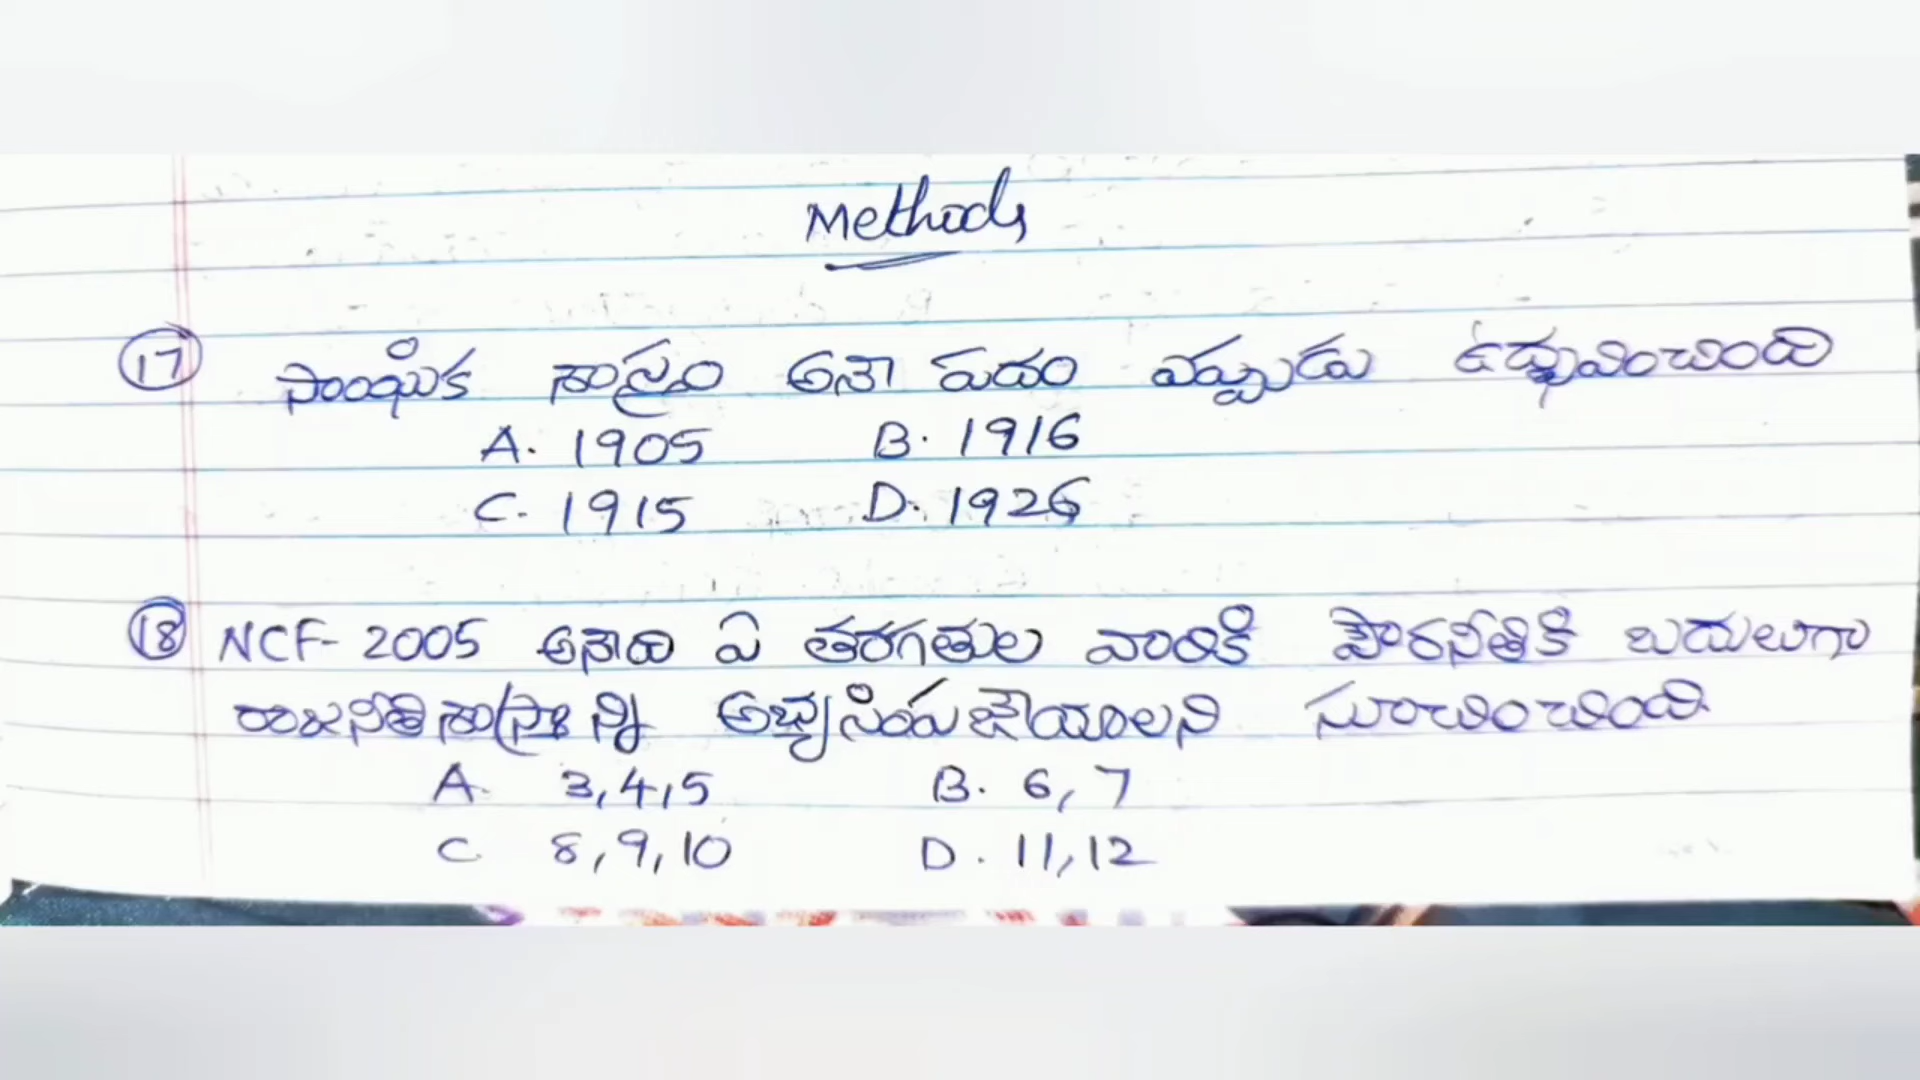 Methods
17 సాంఘిక శాస్త్రం అనే పదం ఎప్పుడు ఉద్భవించింది
A. 1905 B. 1916
C. 1915 D. 1926
18 NCF- 2005 అనేది ఏ తరగతుల వారికి పౌరనీతికి బదులుగా
రాజనీతిశాస్త్రాన్ని అభ్యసింపజేయాలని సూచించింది.
A. 3,4,5 B. 6,7
C 8,9,10 D. 11,12